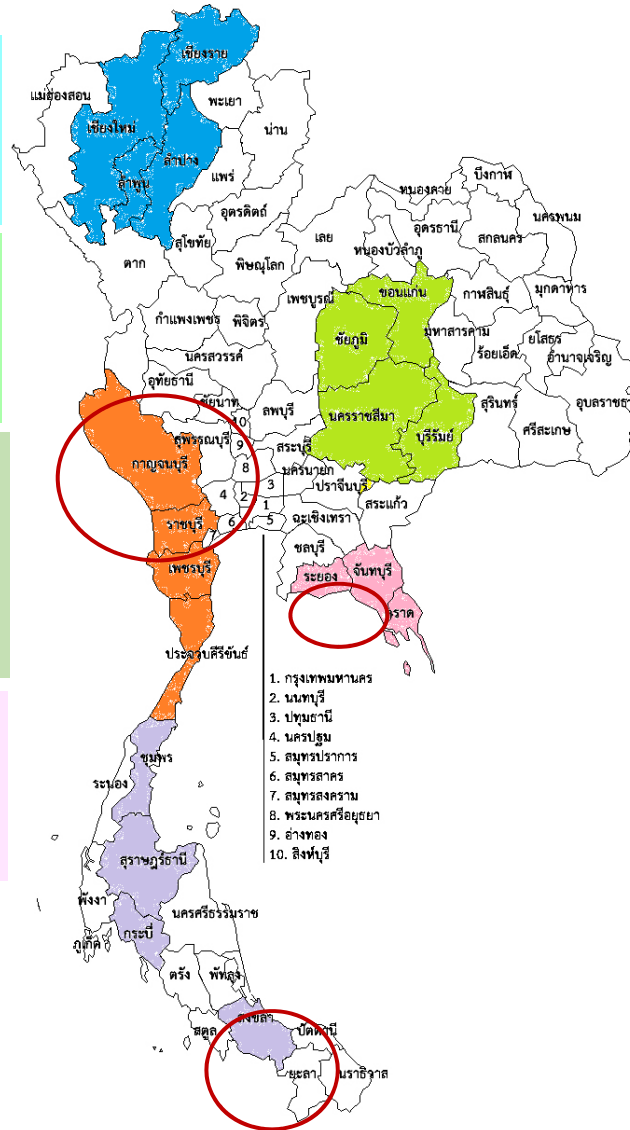 เชียงราย
แม่ฮ่องสอน
พะเยา
น่าน
เชียงใหม่
ลำปาง
แพร่
ลำพูน
บึงกาฬ
หนองคาย
นครพนม
อุตรดิตถ์
อุดรธานี
สกลนคร
สุโขทัย
เลย
หนองบัวลำภู
ตาก
พิษณุโลก
เพชรบูรณ์
ขอนแก่น
กาฬสินธุ์
มุกดาหาร
กำแพงเพชร
พิจิตร
ชัยภูมิ
มหาสารคาม
ยโสธร
ร้อยเอ็ด
อำนาจเจริญ
นครสวรรค์
อุทัยธานี
ชัยนาท
ลพบุรี
นครราชสีมา
สุรินทร์
อุบลราชธา
ศรีสะเกษ
บุรีรัมย์
10
สุพรรณบุรี
9
สระบุรี
กาญจนบุรี
8
นครนายก
3
ปราจีนบุรี
4
2
1
สระแก้ว
ราชบุรี
6
5
ฉะเชิงเทรา
7
ชลบุรี
เพชรบุรี
ระยอง
จันทบุรี
ตราด
ประจวบคีรีขันธ์
1. กรุงเทพมหานคร
2. นนทบุรี
3. ปทุมธานี
4. นครปฐม
5. สมุทรปราการ
6. สมุทรสาคร
7. สมุทรสงคราม
8. พระนครศรีอยุธยา
9. อ่างทอง
10. สิงห์บุรี
ชุมพร
ระนอง
สุราษฎร์ธานี
พังงา
นครศรีธรรมราช
กระบี่
ภูเก็ต
ตรัง
พัทลุง
สงขลา
สตูล
ปัตตานี
ยะลา
นราธิวาส